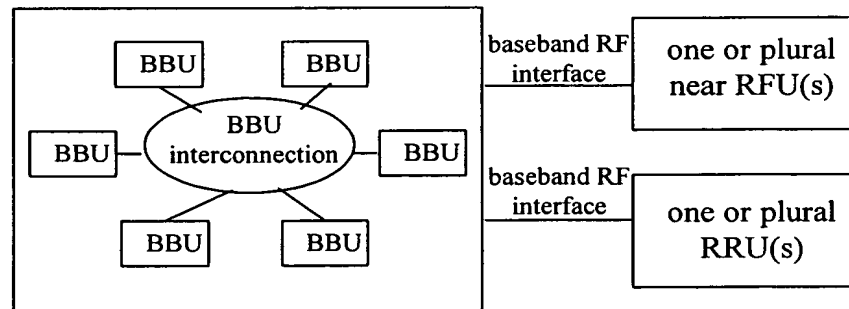 BBU
BBU
BBU
BBU
interconnection
BBU
BBU
BBU
baseband RF
interface
one or plural
near RFU(s)
baseband RF
interface
one or plural
RRU(s)